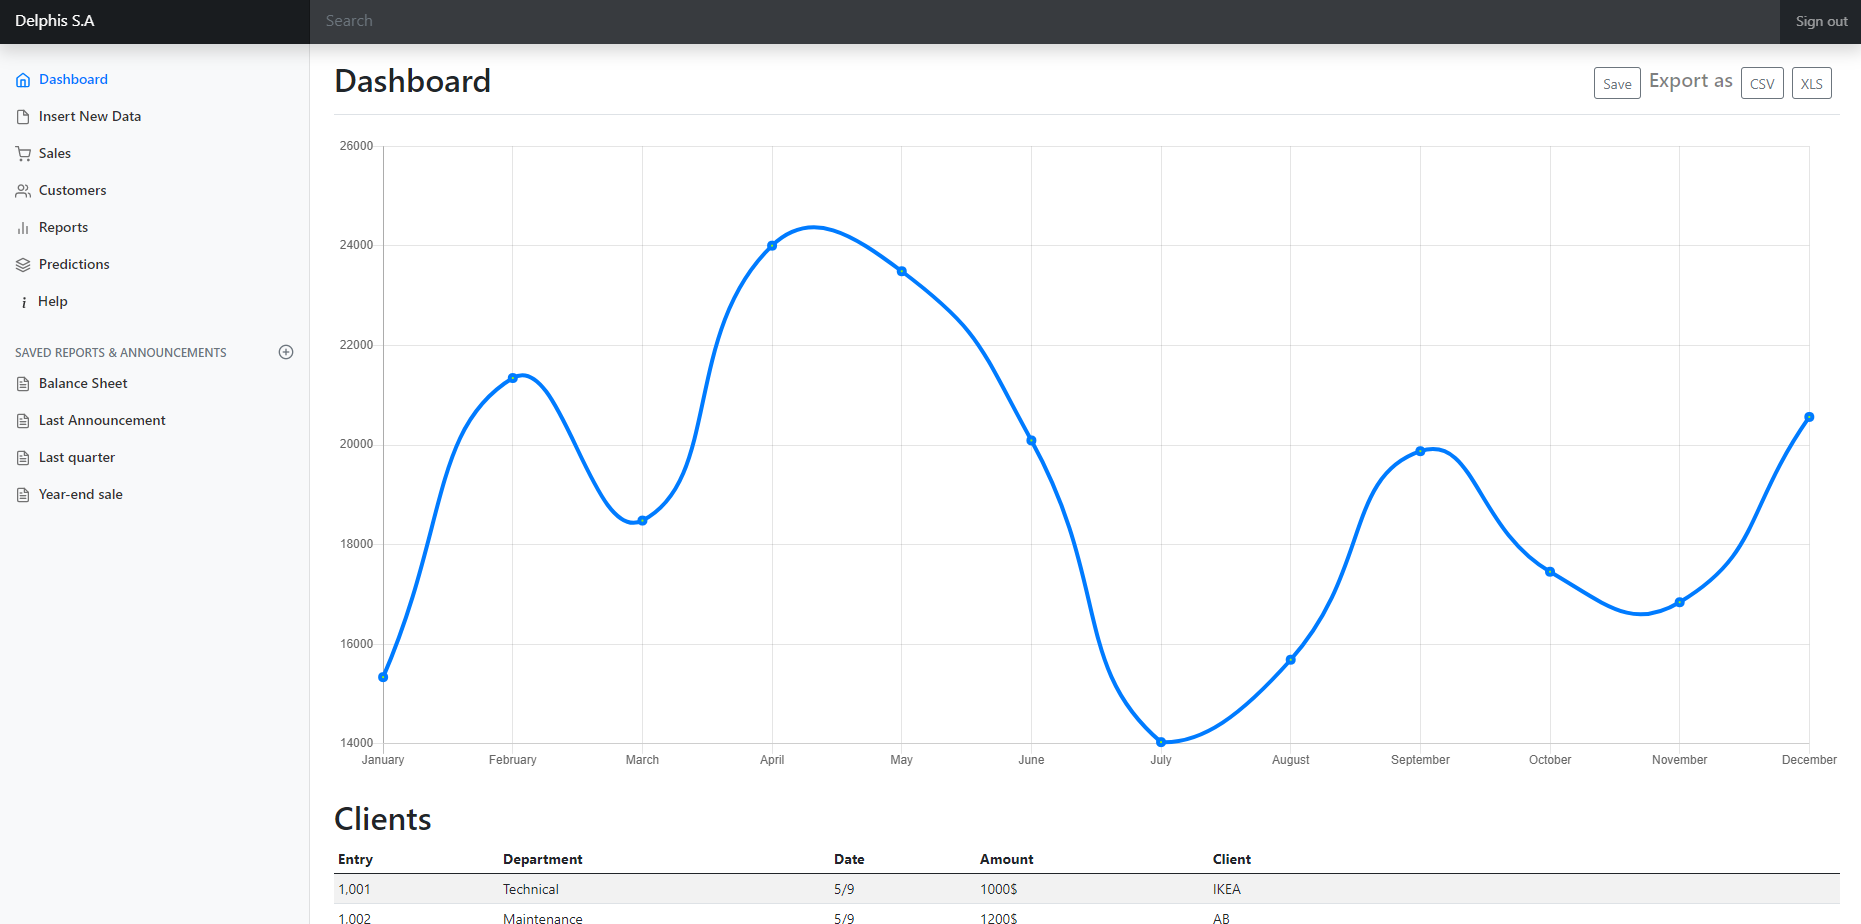 Delphis S.A
Search
Sign out
Dashboard
Insert New Data
Sales
Customers
Reports
Predictions
Help
SAVED REPORTS & ANNOUNCEMENTS
Balance Sheet
Last Announcement
Last quarter
Year-end sale
Dashboard
Save Export as CSV XLS
26000
24000
22000
20000
18000
16000
14000
January February March April May June July August September October November December
Clients
Entry Department Date Amount Client
1,001 Technical 5/9 1000$ IKEA
1,002 Maintenance 5/9 1200$ AB